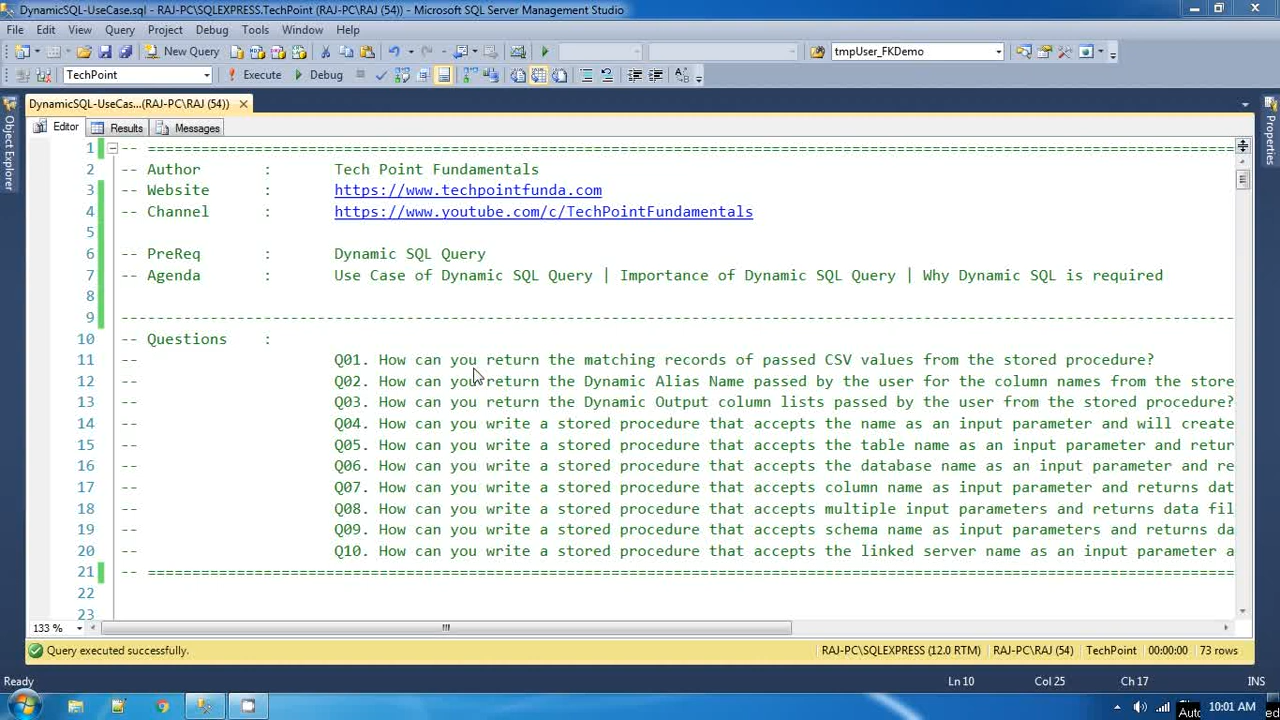 DynamicSQL-UseCase.sql - RAJ-PC\SQLEXPRESS.TechPoint (RAJ-PC\RAJ (54)) - Microsoft SQL Server Management Studio
File Edit View Query Project Debug Tools Window Help
New Query tmpUser_FKDemo
TechPoint Execute Debug
DynamicSQL-UseCas...(RAJ-PC\RAJ (54))
Object Explorer
Properties
Editor Results Messages
1 -- ====================================================================
2 -- Author : Tech Point Fundamentals
3 -- Website : https://www.techpointfunda.com
4 -- Channel : https://www.youtube.com/c/TechPointFundamentals
5
6 -- PreReq : Dynamic SQL Query
7 -- Agenda : Use Case of Dynamic SQL Query | Importance of Dynamic SQL Query | Why Dynamic SQL is required
8
9 --------------------------------------------------------------------
10 -- Questions :
11 -- Q01. How can you return the matching records of passed CSV values from the stored procedure?
12 -- Q02. How can you return the Dynamic Alias Name passed by the user for the column names from the store
13 -- Q03. How can you return the Dynamic Output column lists passed by the user from the stored procedure?
14 -- Q04. How can you write a stored procedure that accepts the name as an input parameter and will create
15 -- Q05. How can you write a stored procedure that accepts the table name as an input parameter and retur
16 -- Q06. How can you write a stored procedure that accepts the database name as an input parameter and re
17 -- Q07. How can you write a stored procedure that accepts column name as input parameter and returns dat
18 -- Q08. How can you write a stored procedure that accepts multiple input parameters and returns data fil
19 -- Q09. How can you write a stored procedure that accepts schema name as input parameters and returns da
20 -- Q10. How can you write a stored procedure that accepts the linked server name as an input parameter a
21 -- ====================================================================
22
23
133 %
Query executed successfully. RAJ-PC\SQLEXPRESS (12.0 RTM) RAJ-PC\RAJ (54) TechPoint 00:00:00 73 rows
Ready Ln 10 Col 25 Ch 17 INS
10:01 AM